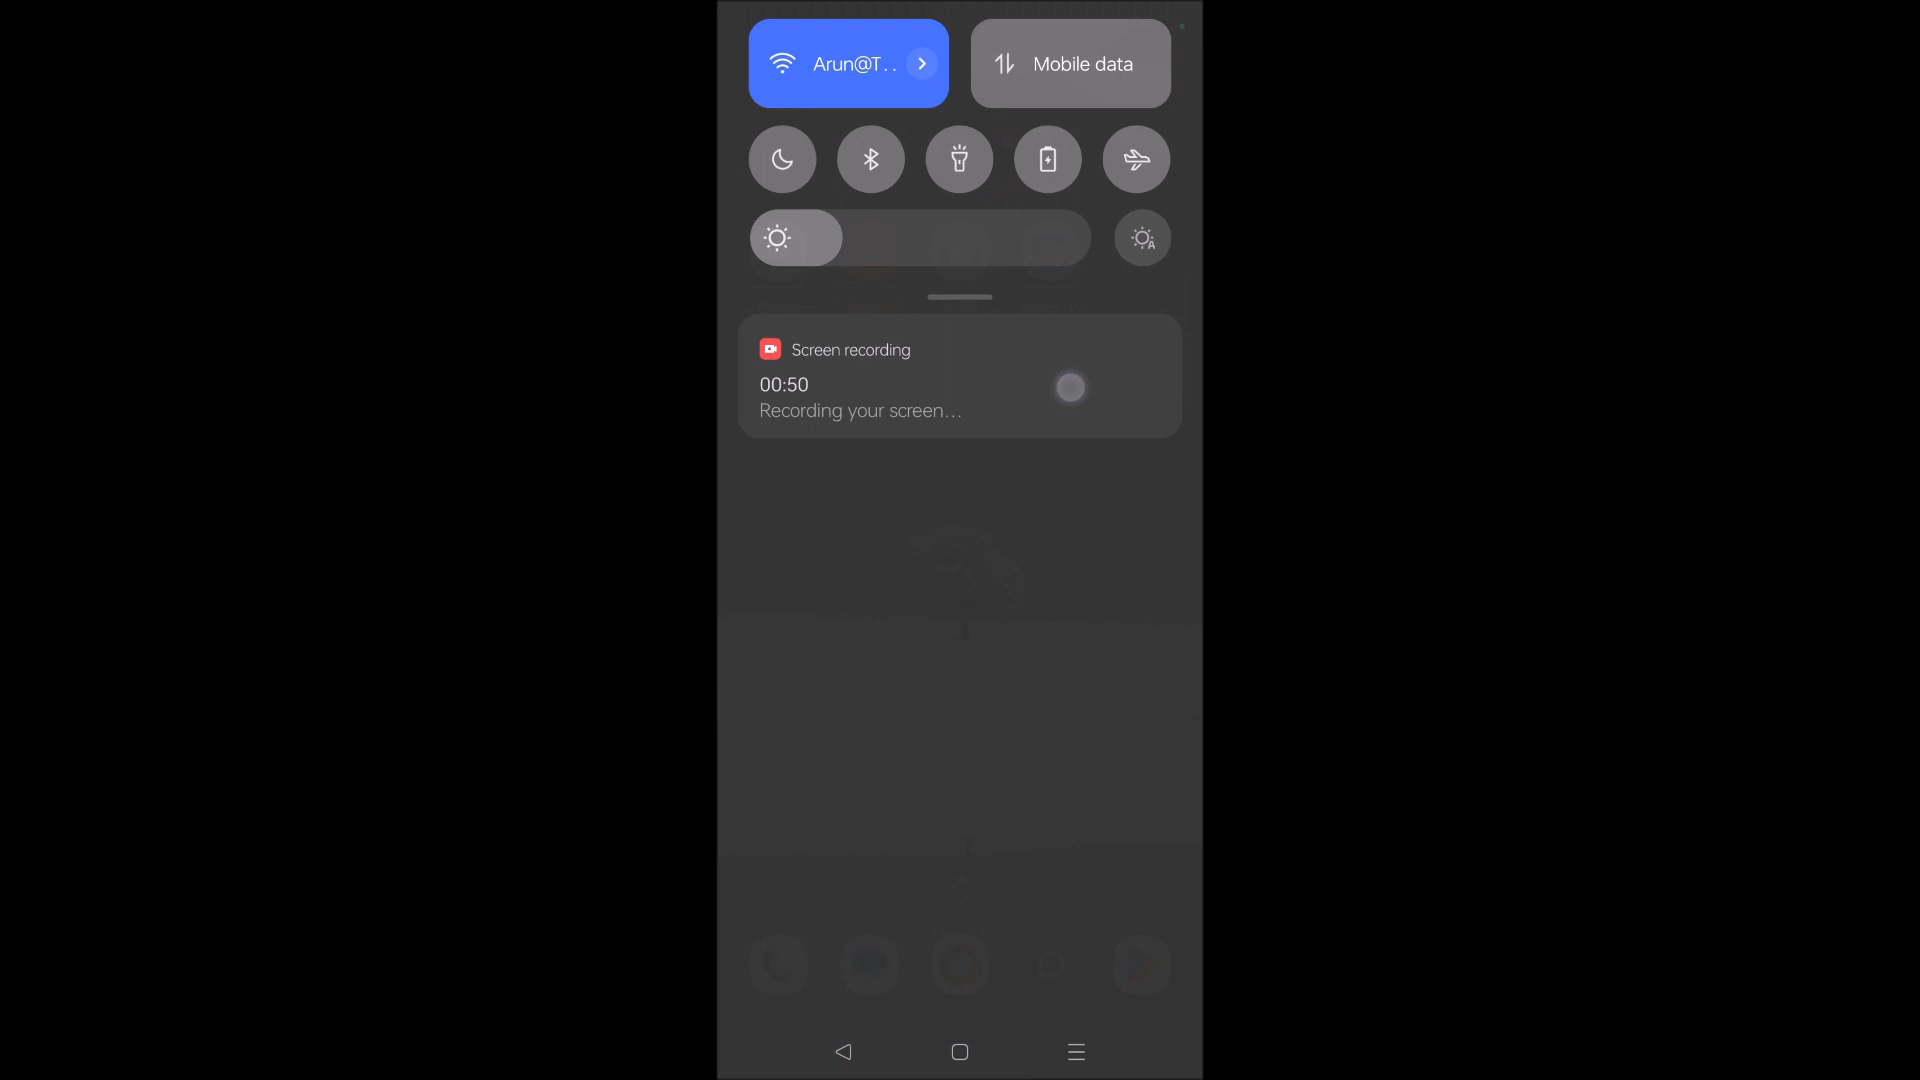 Arun@T..
Mobile data
Screen recording
00:50
Recording your screen...